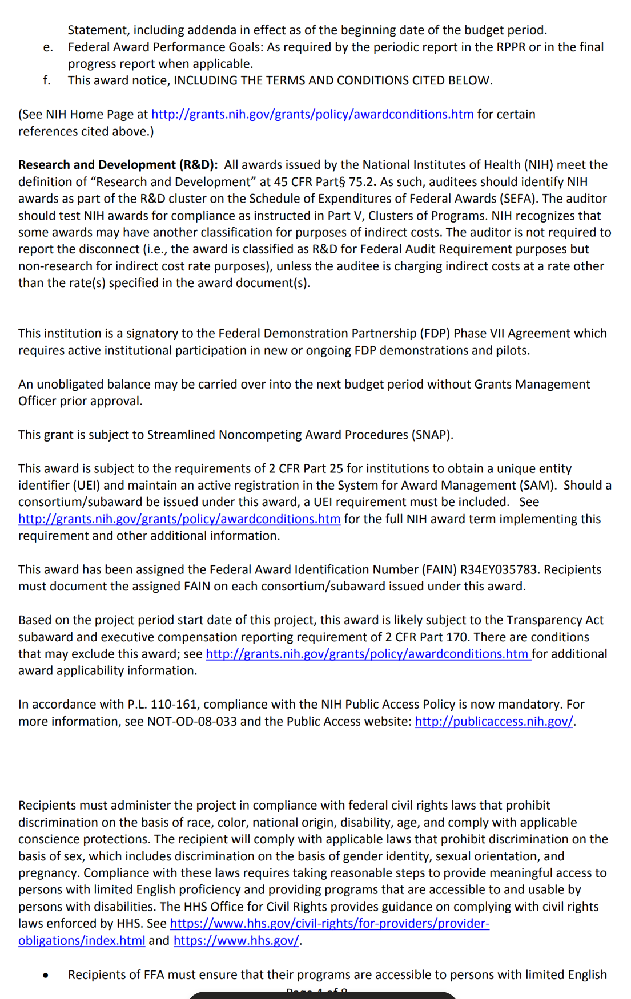 Statement, including addenda in effect as of the beginning date of the budget period.
e. Federal Award Performance Goals: As required by the periodic report in the RPPR or in the final
progress report when applicable.
f. This award notice, INCLUDING THE TERMS AND CONDITIONS CITED BELOW.
(See NIH Home Page at http://grants.nih.gov/grants/policy/awardconditions.htm for certain
references cited above.)
Research and Development (R&D): All awards issued by the National Institutes of Health (NIH) meet the
definition of “Research and Development” at 45 CFR Part§ 75.2. As such, auditees should identify NIH
awards as part of the R&D cluster on the Schedule of Expenditures of Federal Awards (SEFA). The auditor
should test NIH awards for compliance as instructed in Part V, Clusters of Programs. NIH recognizes that
some awards may have another classification for purposes of indirect costs. The auditor is not required to
report the disconnect (i.e., the award is classified as R&D for Federal Audit Requirement purposes but
non-research for indirect cost rate purposes), unless the auditee is charging indirect costs at a rate other
than the rate(s) specified in the award document(s).
This institution is a signatory to the Federal Demonstration Partnership (FDP) Phase VII Agreement which
requires active institutional participation in new or ongoing FDP demonstrations and pilots.
An unobligated balance may be carried over into the next budget period without Grants Management
Officer prior approval.
This grant is subject to Streamlined Noncompeting Award Procedures (SNAP).
This award is subject to the requirements of 2 CFR Part 25 for institutions to obtain a unique entity
identifier (UEI) and maintain an active registration in the System for Award Management (SAM). Should a
consortium/subaward be issued under this award, a UEI requirement must be included. See
http://grants.nih.gov/grants/policy/awardconditions.htm for the full NIH award term implementing this
requirement and other additional information.
This award has been assigned the Federal Award Identification Number (FAIN) R34EY035783. Recipients
must document the assigned FAIN on each consortium/subaward issued under this award.
Based on the project period start date of this project, this award is likely subject to the Transparency Act
subaward and executive compensation reporting requirement of 2 CFR Part 170. There are conditions
that may exclude this award; see http://grants.nih.gov/grants/policy/awardconditions.htm for additional
award applicability information.
In accordance with P.L. 110-161, compliance with the NIH Public Access Policy is now mandatory. For
more information, see NOT-OD-08-033 and the Public Access website: http://publicaccess.nih.gov/.
Recipients must administer the project in compliance with federal civil rights laws that prohibit
discrimination on the basis of race, color, national origin, disability, age, and comply with applicable
conscience protections. The recipient will comply with applicable laws that prohibit discrimination on the
basis of sex, which includes discrimination on the basis of gender identity, sexual orientation, and
pregnancy. Compliance with these laws requires taking reasonable steps to provide meaningful access to
persons with limited English proficiency and providing programs that are accessible to and usable by
persons with disabilities. The HHS Office for Civil Rights provides guidance on complying with civil rights
laws enforced by HHS. See https://www.hhs.gov/civil-rights/for-providers/provider-
obligations/index.html and https://www.hhs.gov/.
• Recipients of FFA must ensure that their programs are accessible to persons with limited English